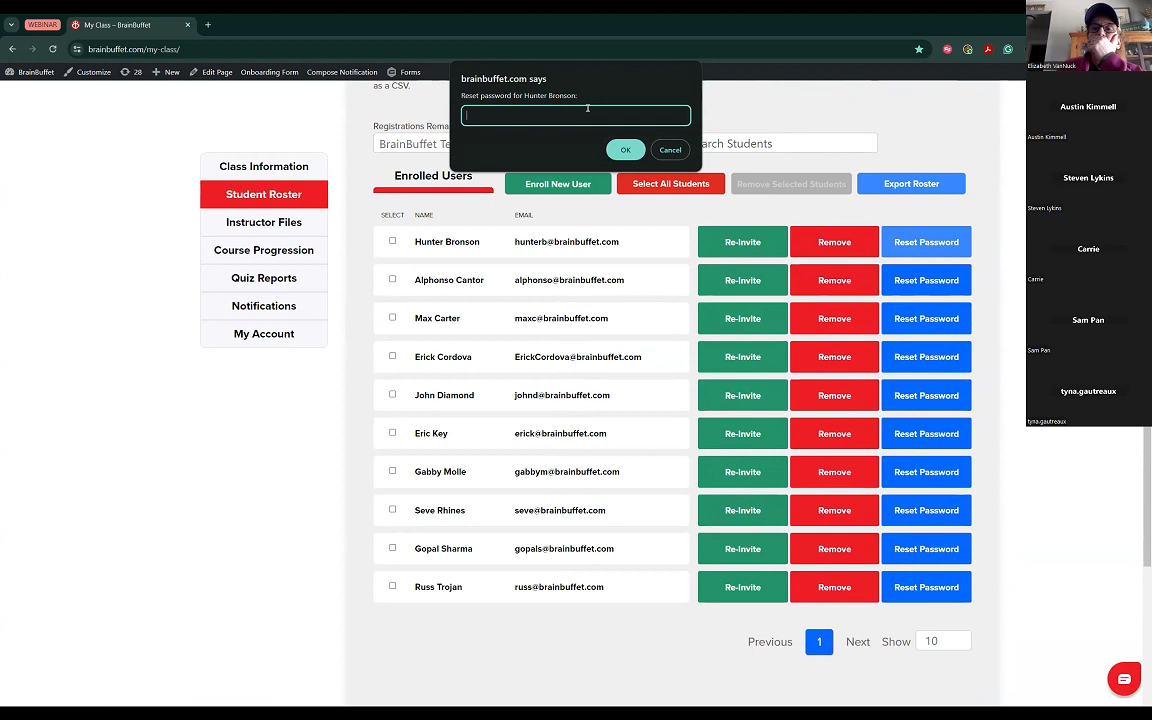 WEBINAR
My Class – BrainBuffet
brainbuffet.com/my-class/
BrainBuffet
Customize
28
New
Edit Page
Onboarding Form
Compose Notification
Forms
brainbuffet.com says
Reset password for Hunter Bronson:
OK
Cancel
as a CSV.
Registrations Rema
BrainBuffet Te
arch Students
Class Information
Student Roster
Instructor Files
Course Progression
Quiz Reports
Notifications
My Account
Enrolled Users
Enroll New User
Select All Students
Remove Selected Students
Export Roster
SELECT NAME EMAIL
Hunter Bronson hunterb@brainbuffet.com Re-Invite Remove Reset Password
Alphonso Cantor alphonso@brainbuffet.com Re-Invite Remove Reset Password
Max Carter maxc@brainbuffet.com Re-Invite Remove Reset Password
Erick Cordova ErickCordova@brainbuffet.com Re-Invite Remove Reset Password
John Diamond johnd@brainbuffet.com Re-Invite Remove Reset Password
Eric Key erick@brainbuffet.com Re-Invite Remove Reset Password
Gabby Molle gabbym@brainbuffet.com Re-Invite Remove Reset Password
Seve Rhines seve@brainbuffet.com Re-Invite Remove Reset Password
Gopal Sharma gopals@brainbuffet.com Re-Invite Remove Reset Password
Russ Trojan russ@brainbuffet.com Re-Invite Remove Reset Password
Previous 1 Next Show 10
Elizabeth VanNuck
Austin Kimmell
Austin Kimmell
Steven Lykins
Steven Lykins
Carrie
Carrie
Sam Pan
Sam Pan
tyna.gautreaux
tyna.gautreaux